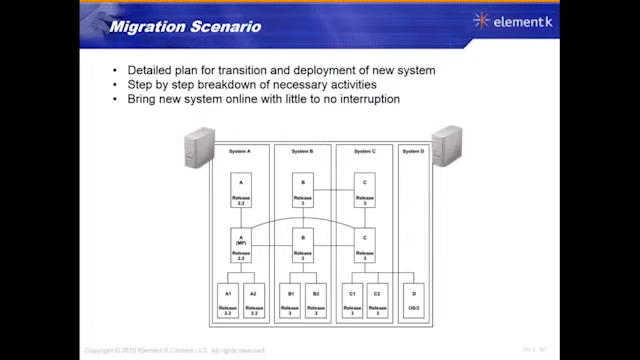 Migration Scenario
element k
• Detailed plan for transition and deployment of new system
• Step by step breakdown of necessary activities
• Bring new system online with little to no interruption
System A System B System C System D
A B C
Release 2.2 Release 3 Release 3
A (MP) B C
Release 2.2 Release 3 Release 3
A1 A2 B1 B2 C1 C2 D
Release 2.2 Release 2.2 Release 3 Release 3 Release 3 Release 3 OS/2
Copyright © 2010 Element K Content LLC. All rights reserved.